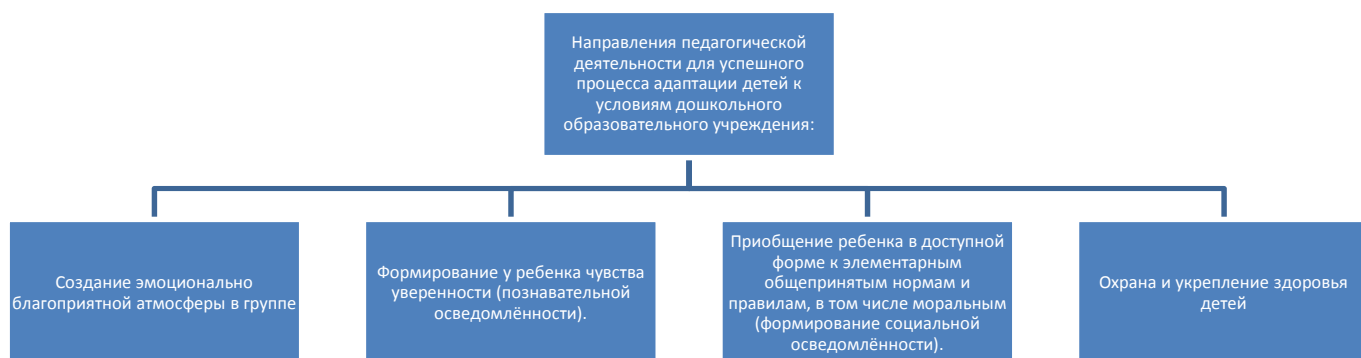 Направления педагогической
деятельности для успешного
процесса адаптации детей к
условиям дошкольного
образовательного учреждения:
Создание эмоционально
благоприятной атмосферы в группе
Формирование у ребенка чувства
уверенности (познавательной
осведомлённости).
Приобщение ребенка в доступной
форме к элементарным
общепринятым нормам и
правилам, в том числе моральным
(формирование социальной
осведомлённости).
Охрана и укрепление здоровья
детей